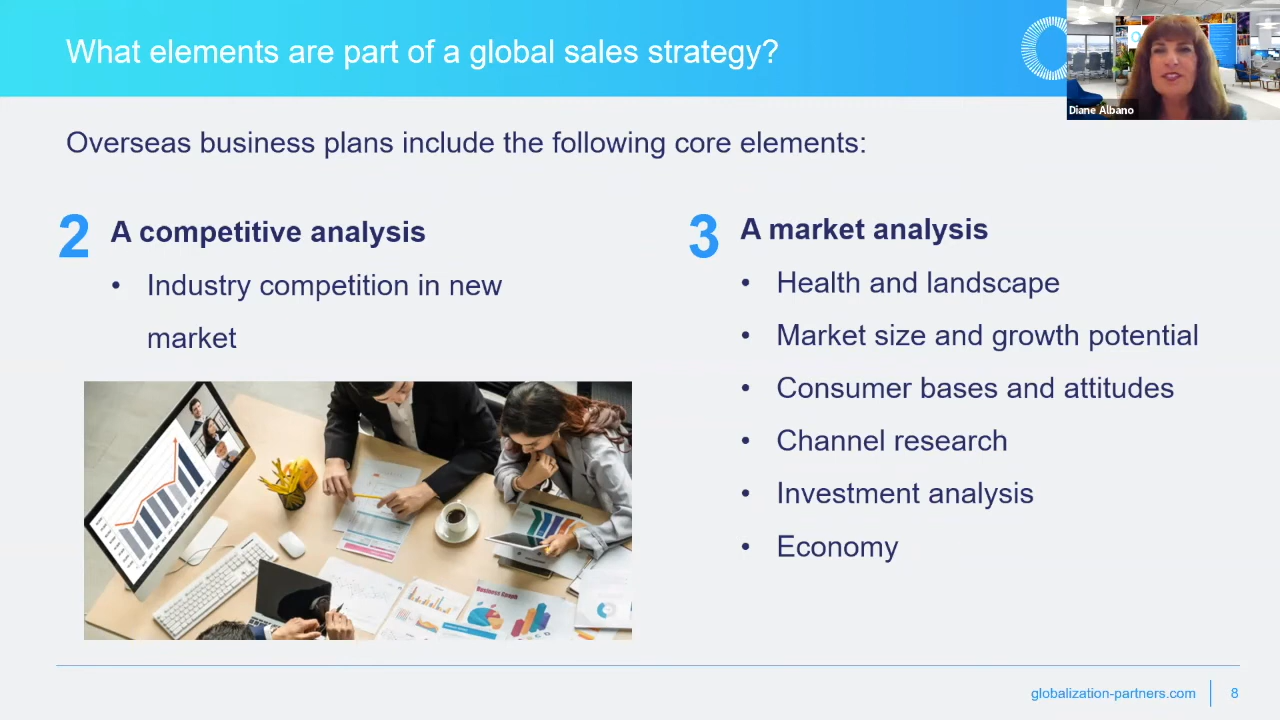 What elements are part of a global sales strategy?
Diane Albano
Overseas business plans include the following core elements:
2 A competitive analysis
• Industry competition in new
market
3 A market analysis
• Health and landscape
• Market size and growth potential
• Consumer bases and attitudes
• Channel research
• Investment analysis
• Economy
Business Graph
globalization-partners.com
8